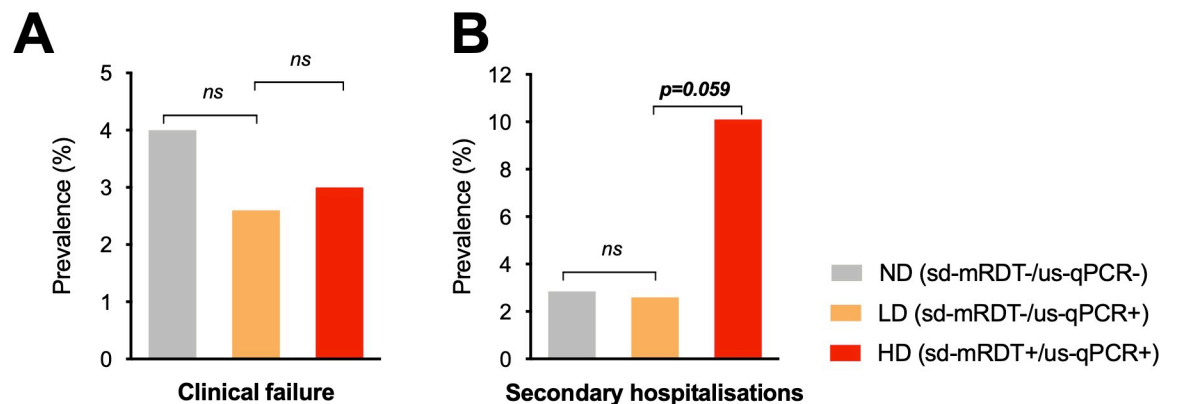 A
B
5
4
3
2
1
0
Prevalence (%)
ns
ns
Clinical failure
12
10
8
6
4
2
0
Prevalence (%)
ns
p=0.059
Secondary hospitalisations
ND (sd-mRDT-/us-qPCR-)
LD (sd-mRDT-/us-qPCR+)
HD (sd-mRDT+/us-qPCR+)